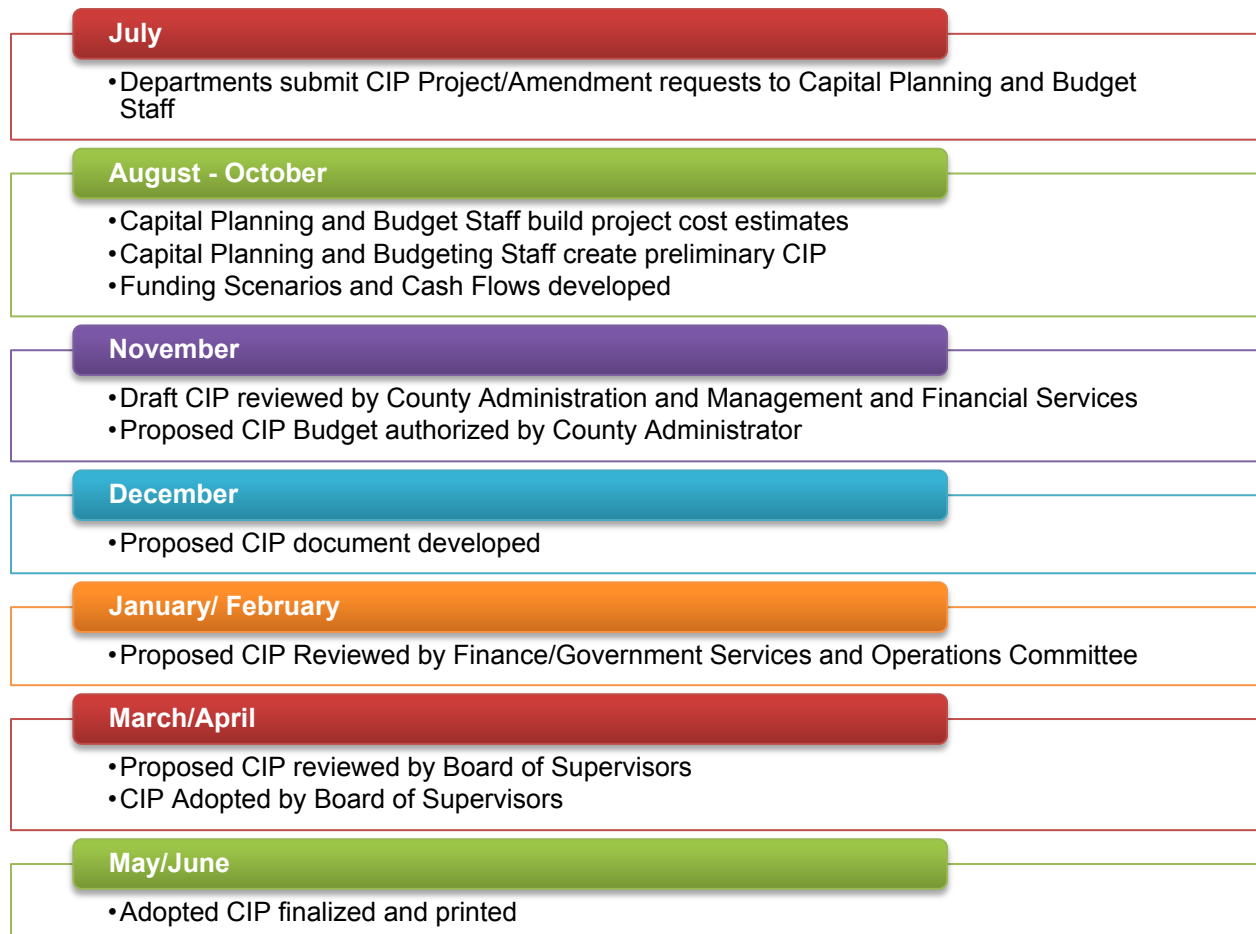 July
•Departments submit CIP Project/Amendment requests to Capital Planning and Budget
Staff
August - October
•Capital Planning and Budget Staff build project cost estimates
•Capital Planning and Budgeting Staff create preliminary CIP
•Funding Scenarios and Cash Flows developed
November
•Draft CIP reviewed by County Administration and Management and Financial Services
•Proposed CIP Budget authorized by County Administrator
December
•Proposed CIP document developed
January/ February
•Proposed CIP Reviewed by Finance/Government Services and Operations Committee
March/April
•Proposed CIP reviewed by Board of Supervisors
•CIP Adopted by Board of Supervisors
May/June
•Adopted CIP finalized and printed